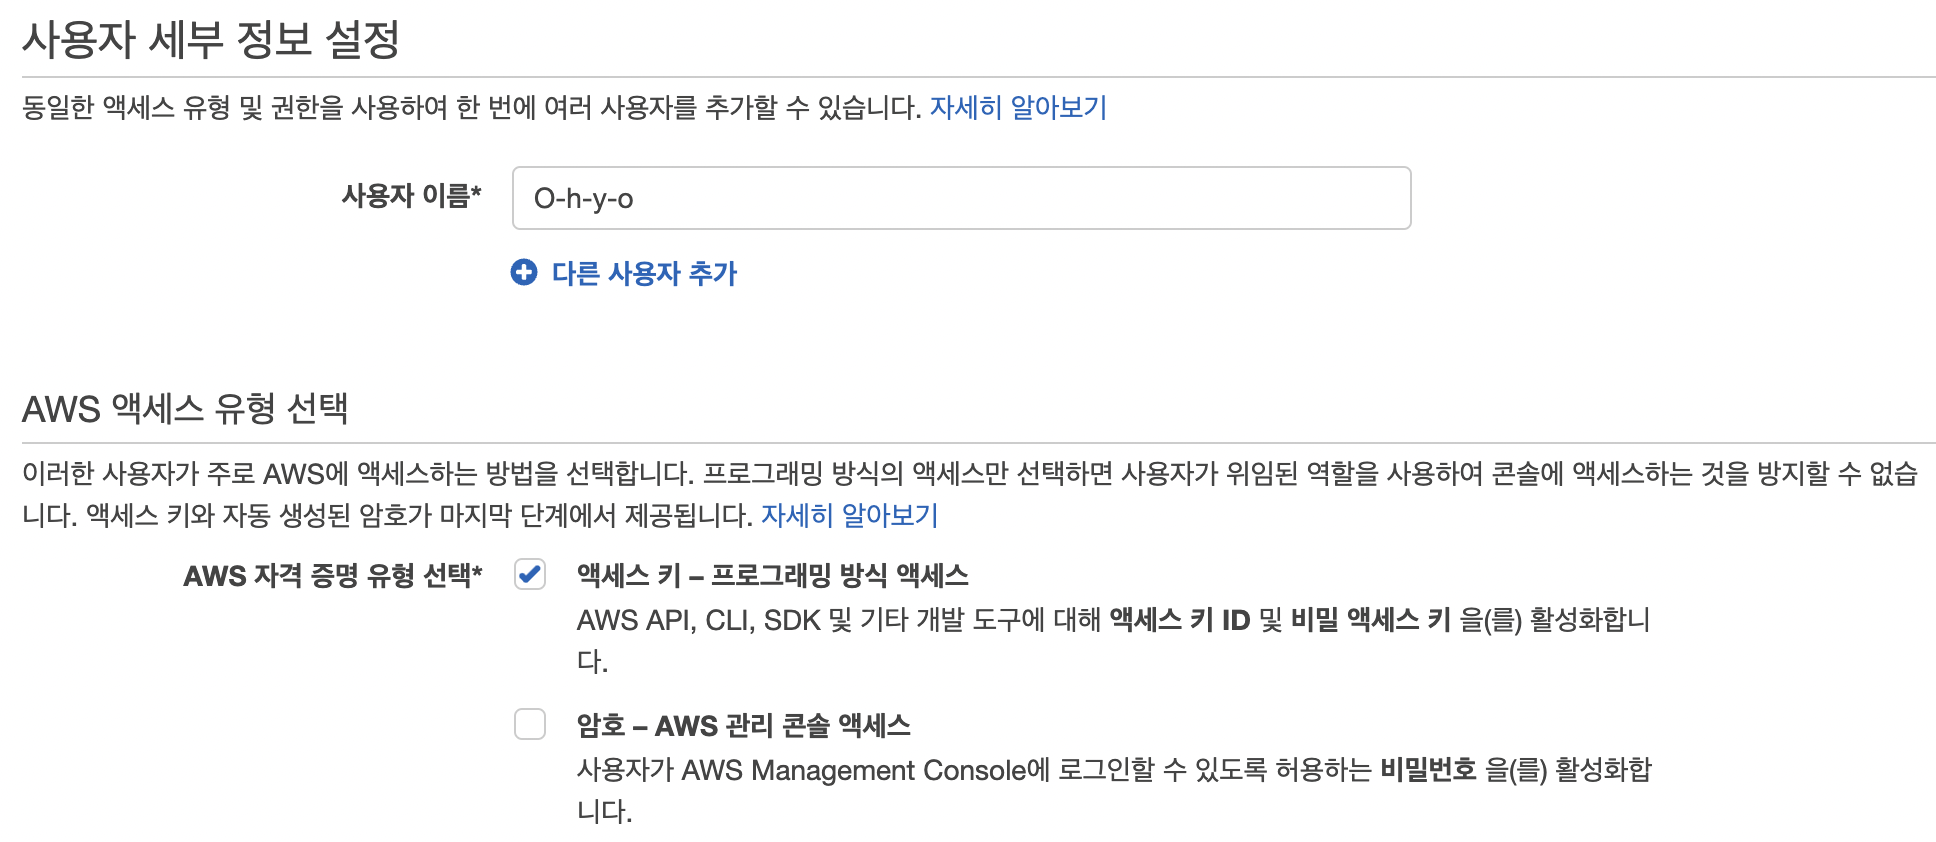 사용자 세부 정보 설정
동일한 액세스 유형 및 권한을 사용하여 한 번에 여러 사용자를 추가할 수 있습니다. 자세히 알아보기
사용자 이름* O-h-y-o
다른 사용자 추가
AWS 액세스 유형 선택
이러한 사용자가 주로 AWS에 액세스하는 방법을 선택합니다. 프로그래밍 방식의 액세스만 선택하면 사용자가 위임된 역할을 사용하여 콘솔에 액세스하는 것을 방지할 수 없습
니다. 액세스 키와 자동 생성된 암호가 마지막 단계에서 제공됩니다. 자세히 알아보기
AWS 자격 증명 유형 선택* 액세스 키 – 프로그래밍 방식 액세스
AWS API, CLI, SDK 및 기타 개발 도구에 대해 액세스 키 ID 및 비밀 액세스 키 을(를) 활성화합니
다.
암호 – AWS 관리 콘솔 액세스
사용자가 AWS Management Console에 로그인할 수 있도록 허용하는 비밀번호 을(를) 활성화합
니다.